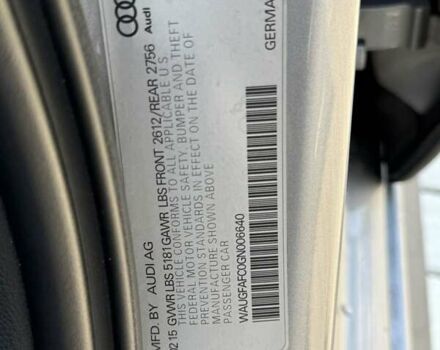 Audi
GERMA
MFD. BY AUDI AG
0215 GVWR LBS 5181 GAWR LBS FRONT 2612/REAR 2756
THIS VEHICLE CONFORMS TO ALL APPLICABLE U S
FEDERAL MOTOR VEHICLE SAFETY, BUMPER AND THEFT
PREVENTION STANDARDS IN EFFECT ON THE DATE OF
MANUFACTURE SHOWN ABOVE
PASSENGER CAR
WAUGFAFC0GN006640